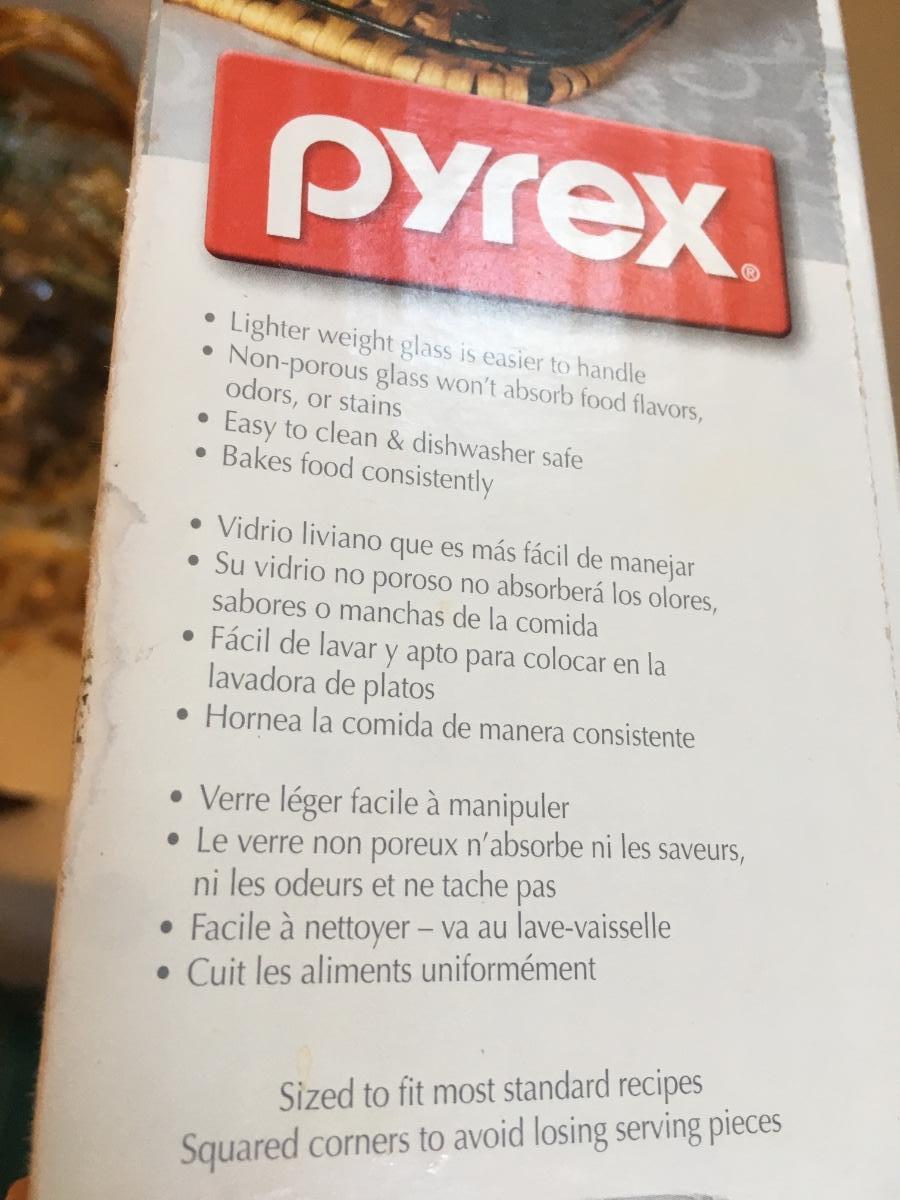 pyrex®
• Lighter weight glass is easier to handle
• Non-porous glass won't absorb food flavors,
odors, or stains
• Easy to clean & dishwasher safe
• Bakes food consistently
• Vidrio liviano que es más fácil de manejar
• Su vidrio no poroso no absorberá los olores,
sabores o manchas de la comida
• Fácil de lavar y apto para colocar en la
lavadora de platos
• Hornea la comida de manera consistente
• Verre léger facile à manipuler
• Le verre non poreux n'absorbe ni les saveurs,
ni les odeurs et ne tache pas
• Facile à nettoyer – va au lave-vaisselle
• Cuit les aliments uniformément
Sized to fit most standard recipes
Squared corners to avoid losing serving pieces